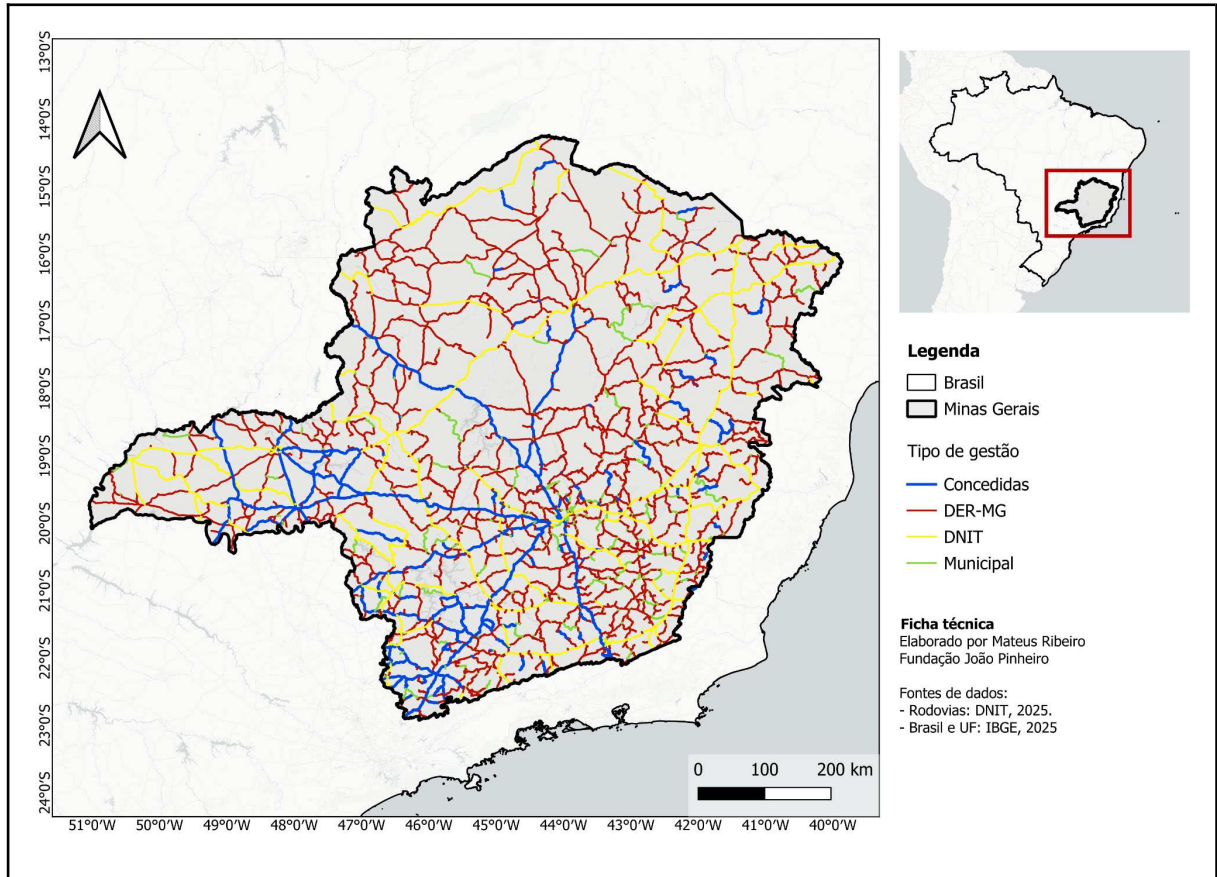 13°0'S
14°0'S
15°0'S
16°0'S
17°0'S
18°0'S
19°0'S
20°0'S
21°0'S
22°0'S
23°0'S
24°0'S
51°0'W 50°0'W 49°0'W 48°0'W 47°0'W 46°0'W 45°0'W 44°0'W 43°0'W 42°0'W 41°0'W 40°0'W
0 100 200 km
Legenda
Brasil
Minas Gerais
Tipo de gestão
Concedidas
DER-MG
DNIT
Municipal
Ficha técnica
Elaborado por Mateus Ribeiro
Fundação João Pinheiro
Fontes de dados:
- Rodovias: DNIT, 2025.
- Brasil e UF: IBGE, 2025